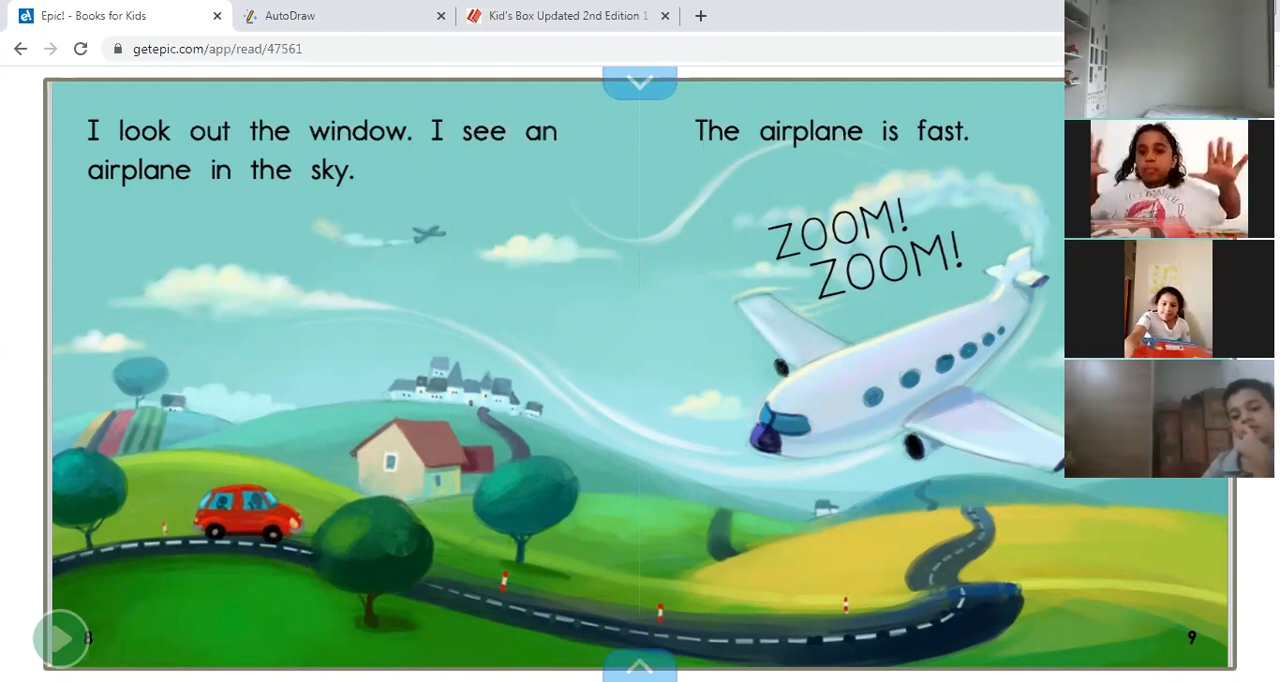 Epic! - Books for Kids
AutoDraw
Kid's Box Updated 2nd Edition 1
getepic.com/app/read/47561
I look out the window. I see an
airplane in the sky.
The airplane is fast.
ZOOM!
ZOOM!
8
9